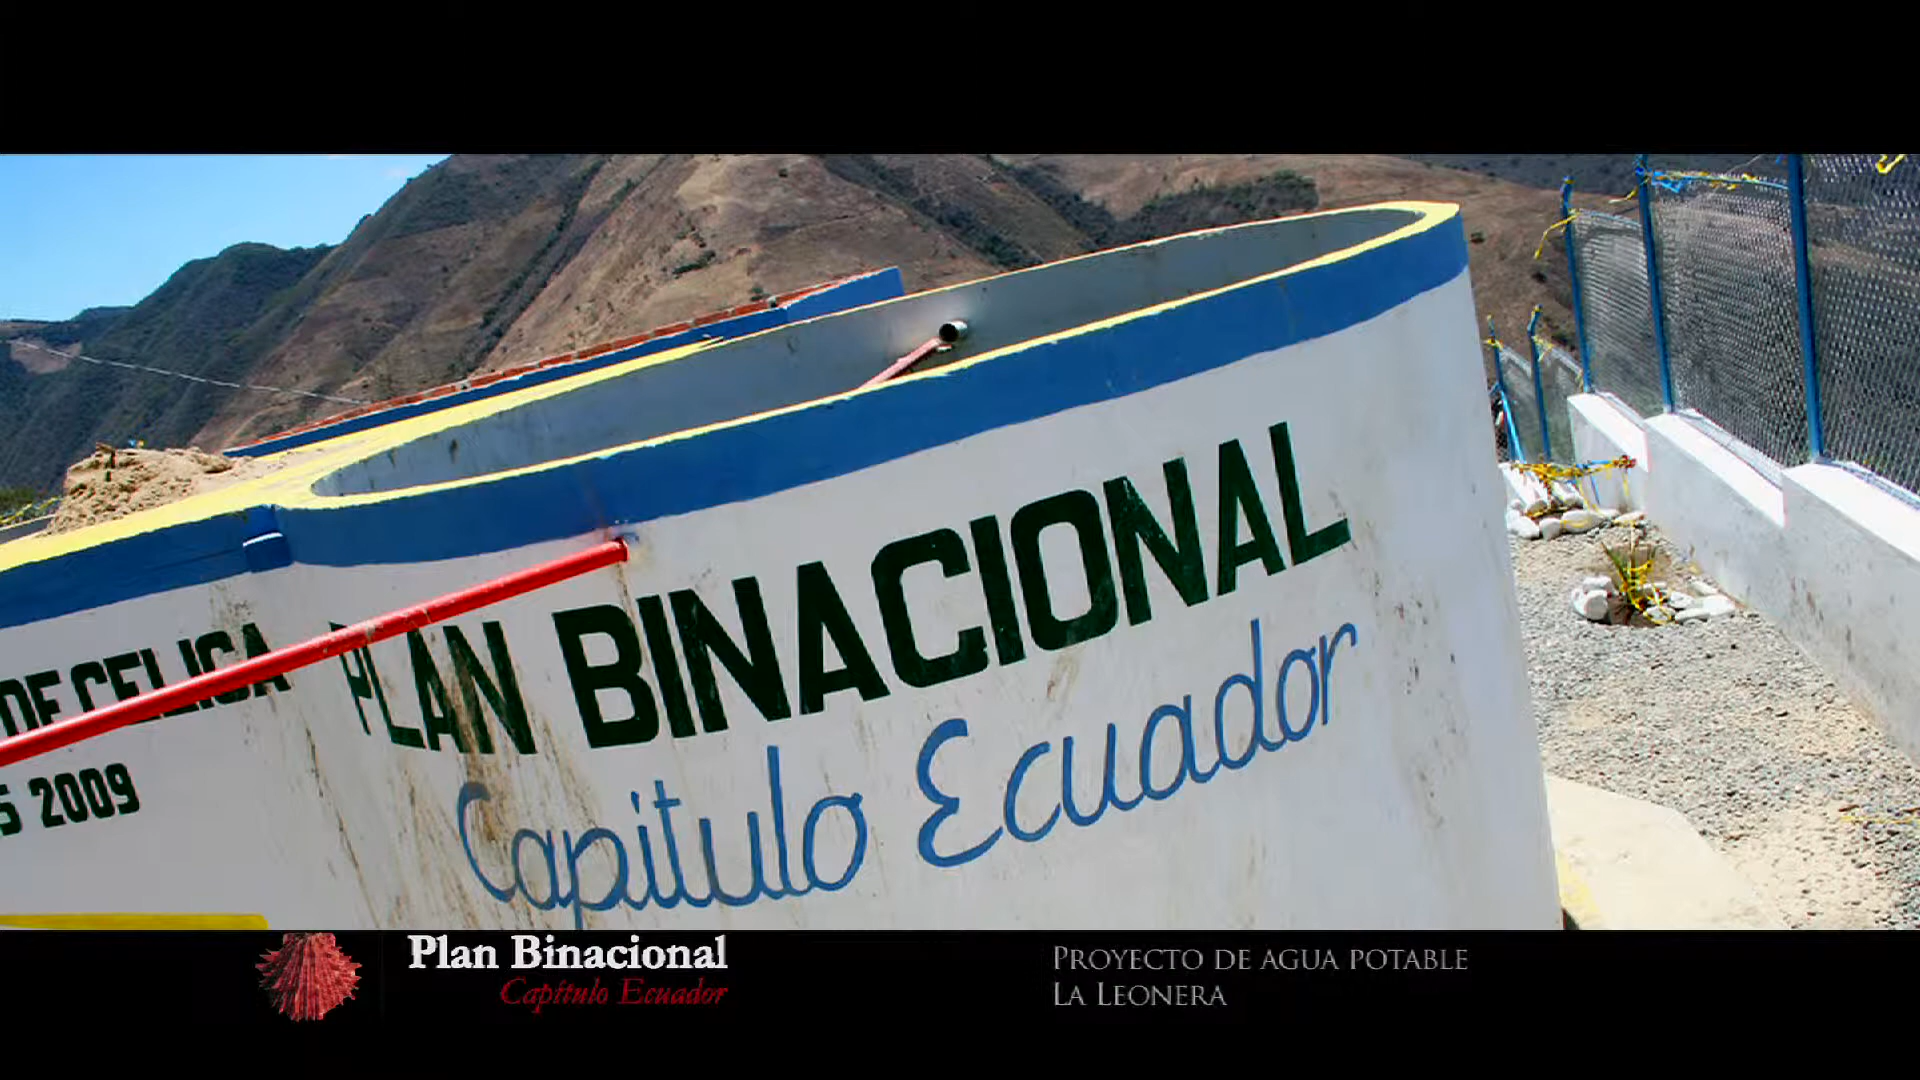 DE CELICA
PLAN BINACIONAL
Capitulo Ecuador
2009
Plan Binacional
Capítulo Ecuador
PROYECTO DE AGUA POTABLE
LA LEONERA